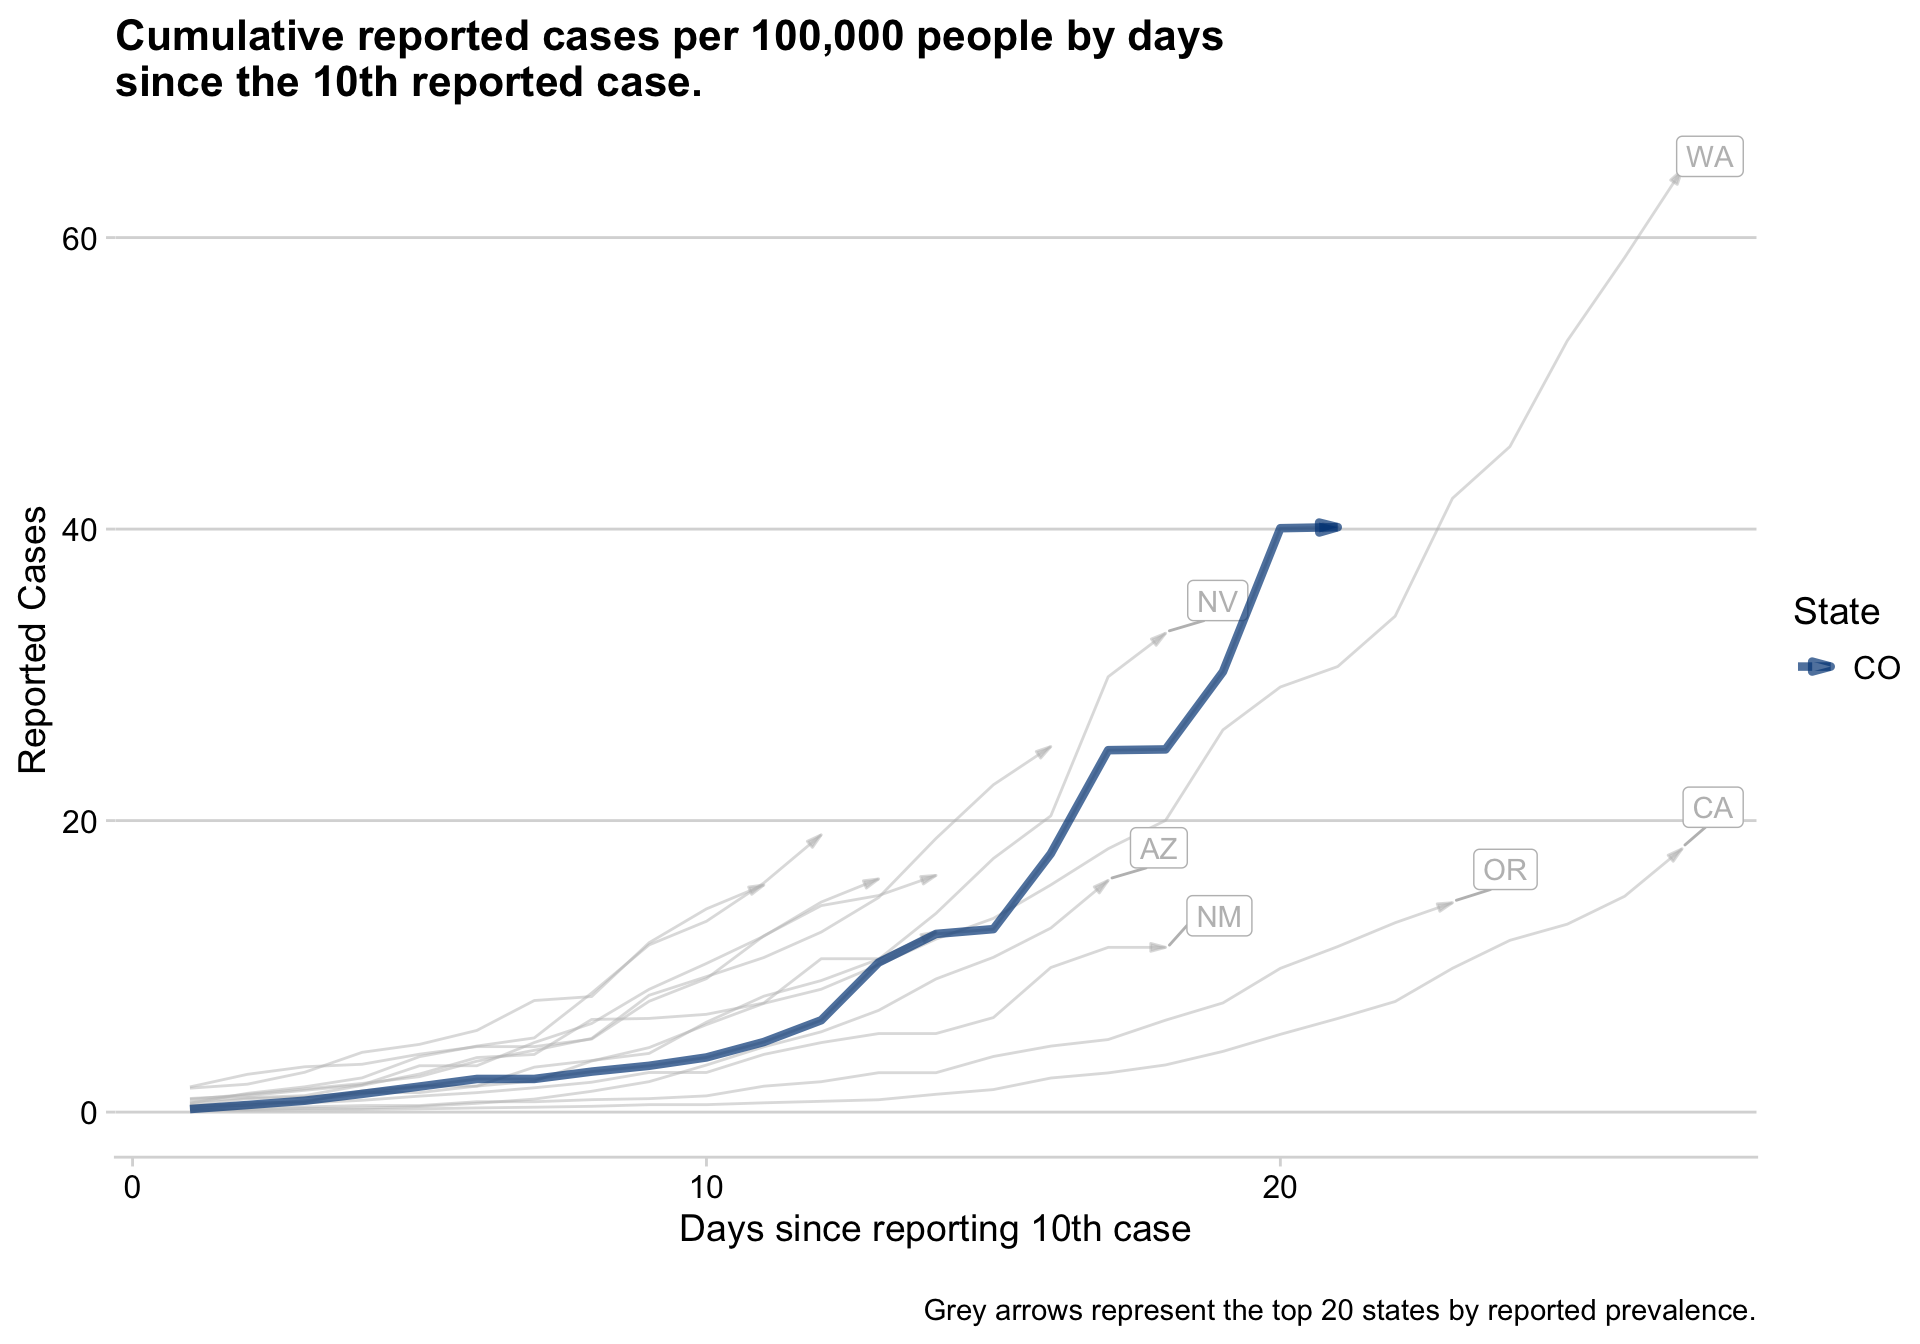 Cumulative reported cases per 100,000 people by days
since the 10th reported case.
WA
60
Reported Cases
40
NV
State
CO
CA
20
AZ
OR
NM
0
0 10 20
Days since reporting 10th case
Grey arrows represent the top 20 states by reported prevalence.